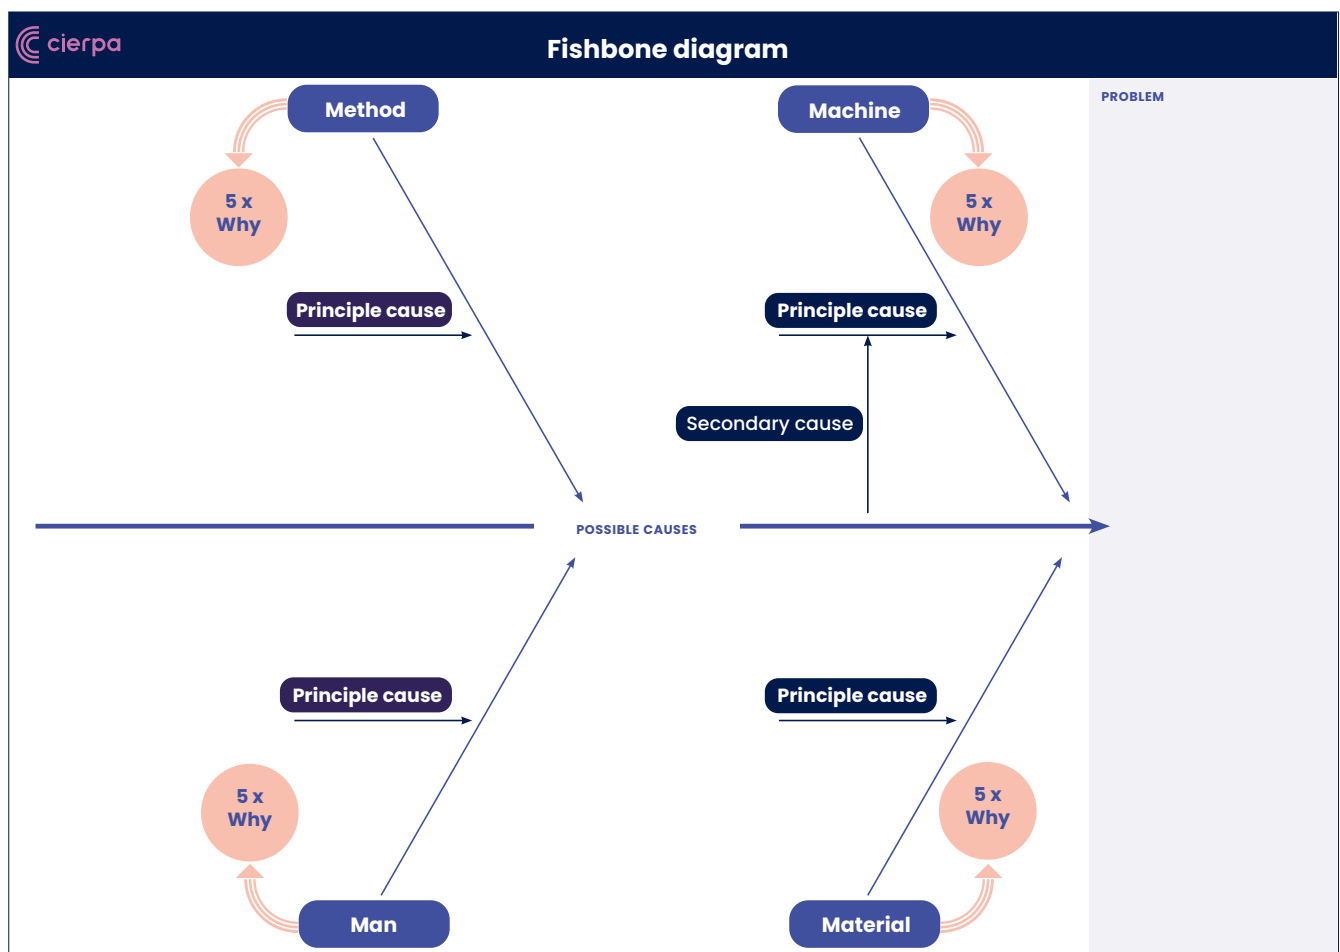 cierpa
Fishbone diagram
Method
Machine
PROBLEM
5 x
Why
5 x
Why
Principle cause
Principle cause
Secondary cause
POSSIBLE CAUSES
Principle cause
Principle cause
5 x
Why
5 x
Why
Man
Material